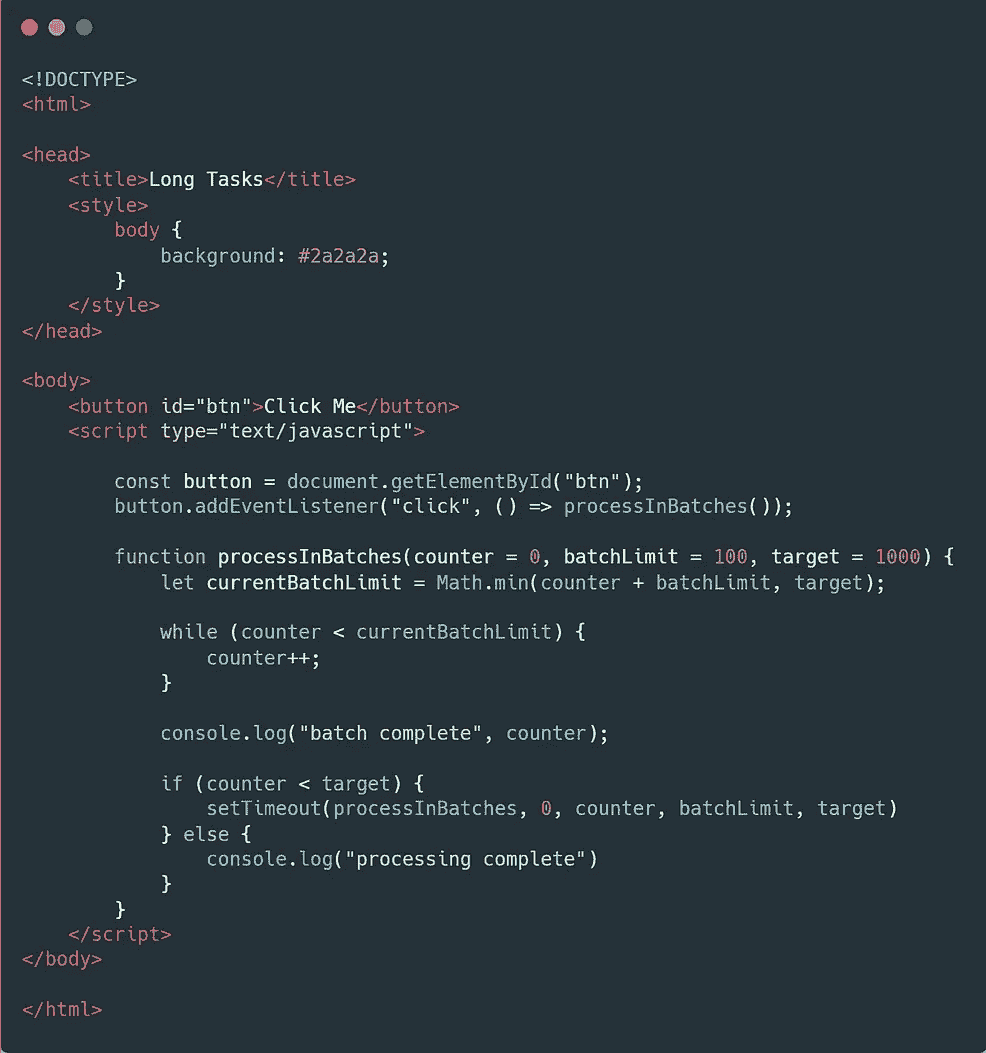 <!DOCTYPE>
<html>
<head>
    <title>Long Tasks</title>
    <style>
        body {
            background: #2a2a2a;
        }
    </style>
</head>
<body>
    <button id="btn">Click Me</button>
    <script type="text/javascript">
        const button = document.getElementById("btn");
        button.addEventListener("click", () => processInBatches());
        function processInBatches(counter = 0, batchLimit = 100, target = 1000) {
            let currentBatchLimit = Math.min(counter + batchLimit, target);
            while (counter < currentBatchLimit) {
                counter++;
            }
            console.log("batch complete", counter);
            if (counter < target) {
                setTimeout(processInBatches, 0, counter, batchLimit, target)
            } else {
                console.log("processing complete")
            }
        }
    </script>
</body>
</html>